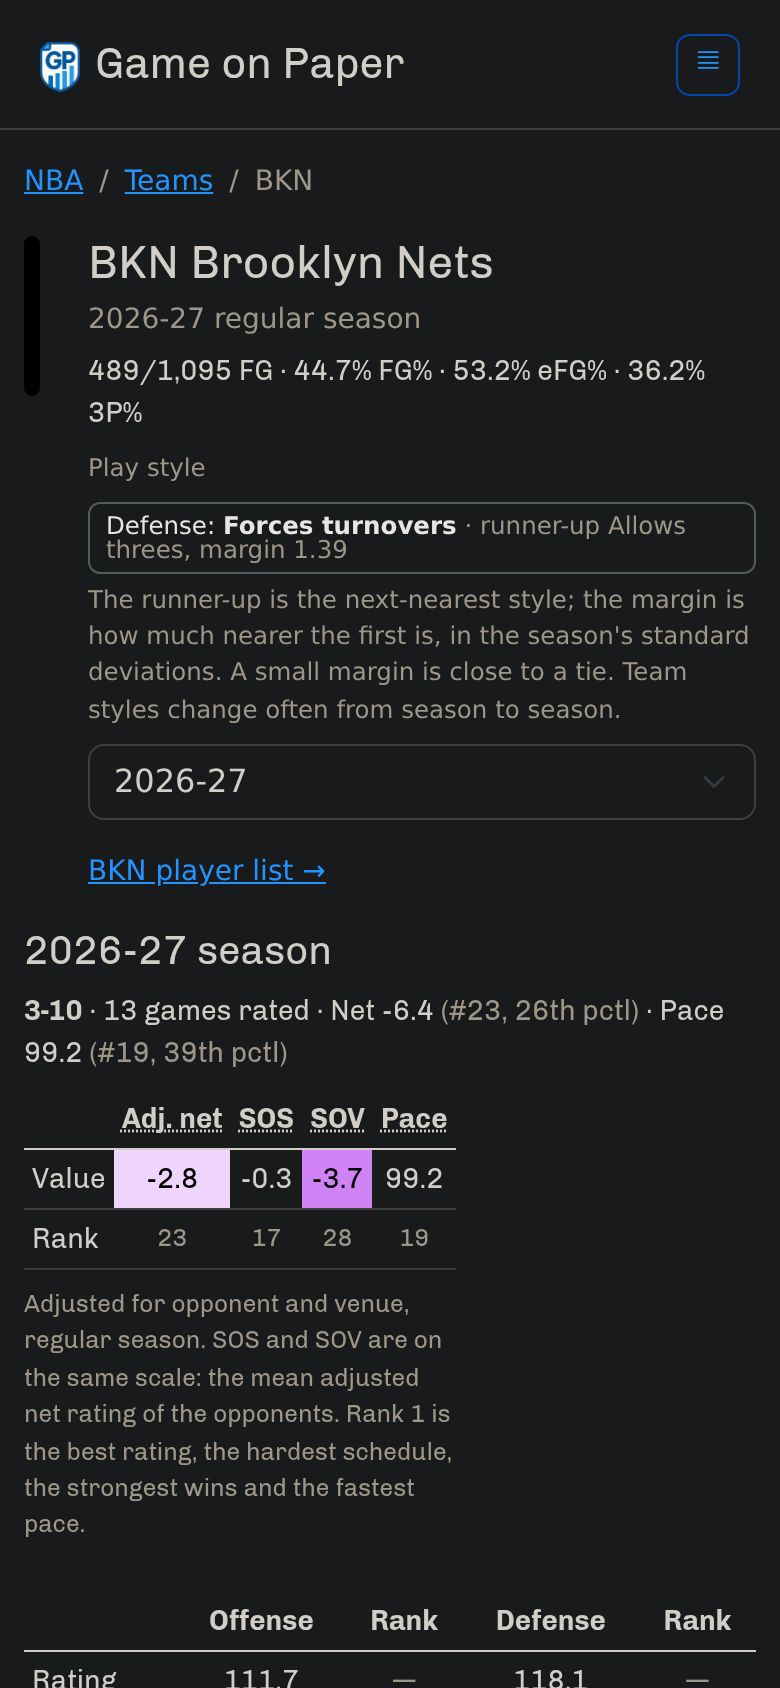 GP Game on Paper
NBA / Teams / BKN
BKN Brooklyn Nets
2026-27 regular season
489/1,095 FG · 44.7% FG% · 53.2% eFG% · 36.2%
3P%
Play style
Defense: Forces turnovers · runner-up Allows
threes, margin 1.39
The runner-up is the next-nearest style; the margin is
how much nearer the first is, in the season's standard
deviations. A small margin is close to a tie. Team
styles change often from season to season.
2026-27
BKN player list →
2026-27 season
3-10 · 13 games rated · Net -6.4 (#23, 26th pctl) · Pace
99.2 (#19, 39th pctl)
Adj. net SOS SOV Pace
Value -2.8 -0.3 -3.7 99.2
Rank 23 17 28 19
Adjusted for opponent and venue,
regular season. SOS and SOV are on
the same scale: the mean adjusted
net rating of the opponents. Rank 1 is
the best rating, the hardest schedule,
the strongest wins and the fastest
pace.
Offense Rank Defense Rank
Rating 111.7 — 118.1 —